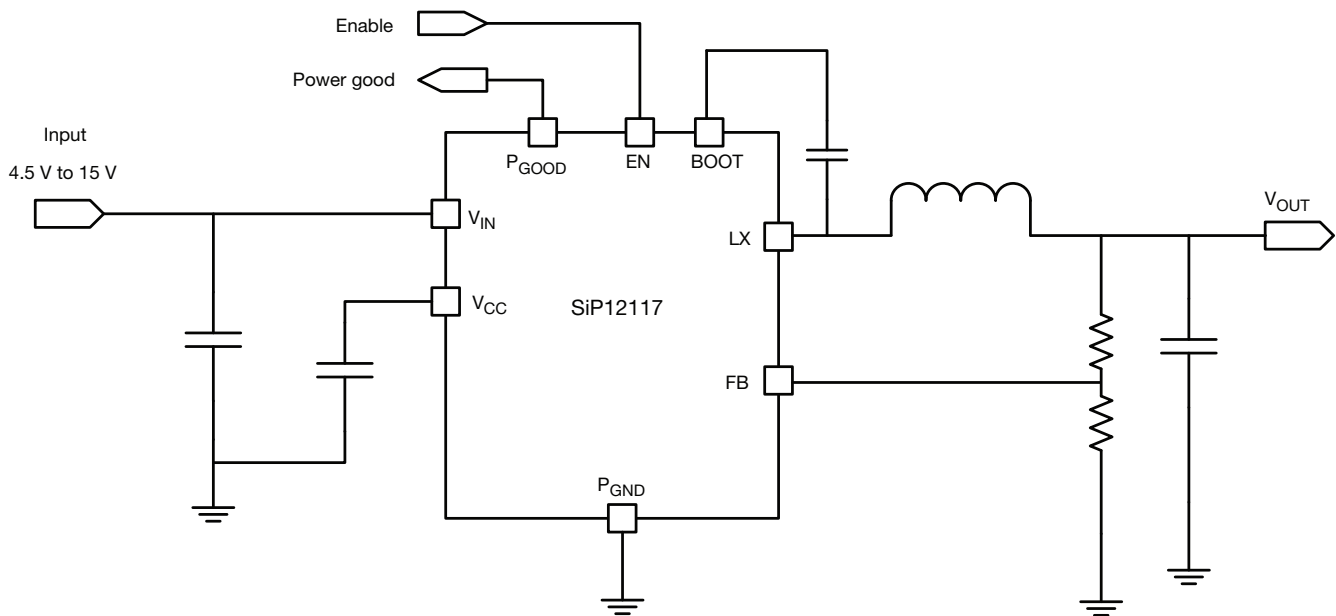 Enable
Power good
Input
4.5 V to 15 V
PGOOD
EN
BOOT
VIN
LX
VOUT
VCC
SiP12117
FB
PGND